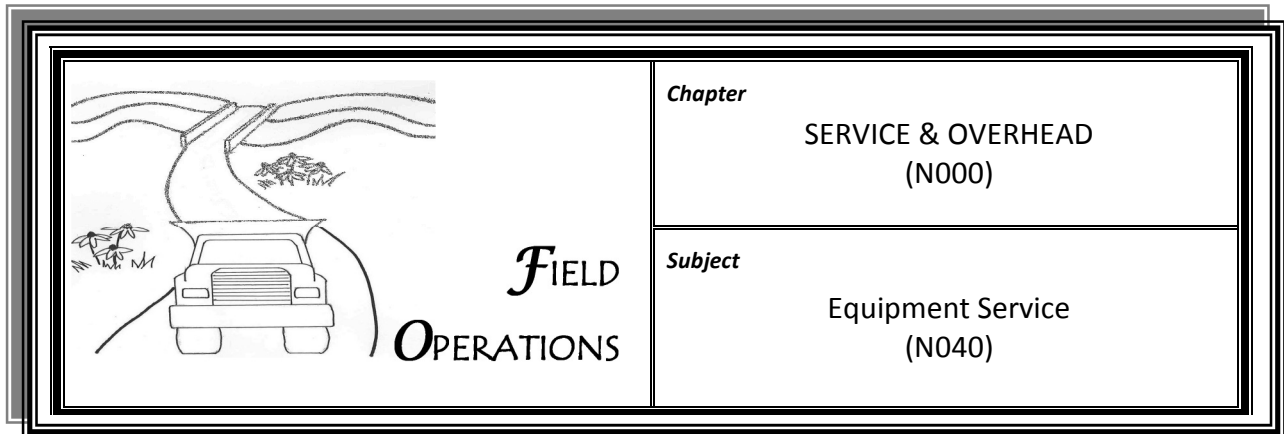 FIELD
OPERATIONS
Chapter
SERVICE & OVERHEAD
(N000)
Subject
Equipment Service
(N040)